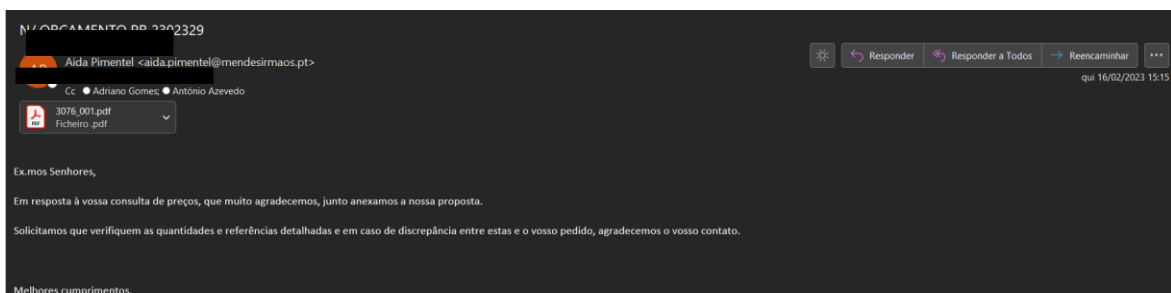 N/ ORÇAMENTO PP 2302329
Aida Pimentel <aida.pimentel@mendesirmaos.pt>
Responder
Responder a Todos
Reencaminhar
qui 16/02/2023 15:15
Cc Adriano Gomes; António Azevedo
3076_001.pdf
Ficheiro .pdf
Ex.mos Senhores,
Em resposta à vossa consulta de preços, que muito agradecemos, junto anexamos a nossa proposta.
Solicitamos que verifiquem as quantidades e referências detalhadas e em caso de discrepância entre estas e o vosso pedido, agradecemos o vosso contato.
Melhores cumprimentos,